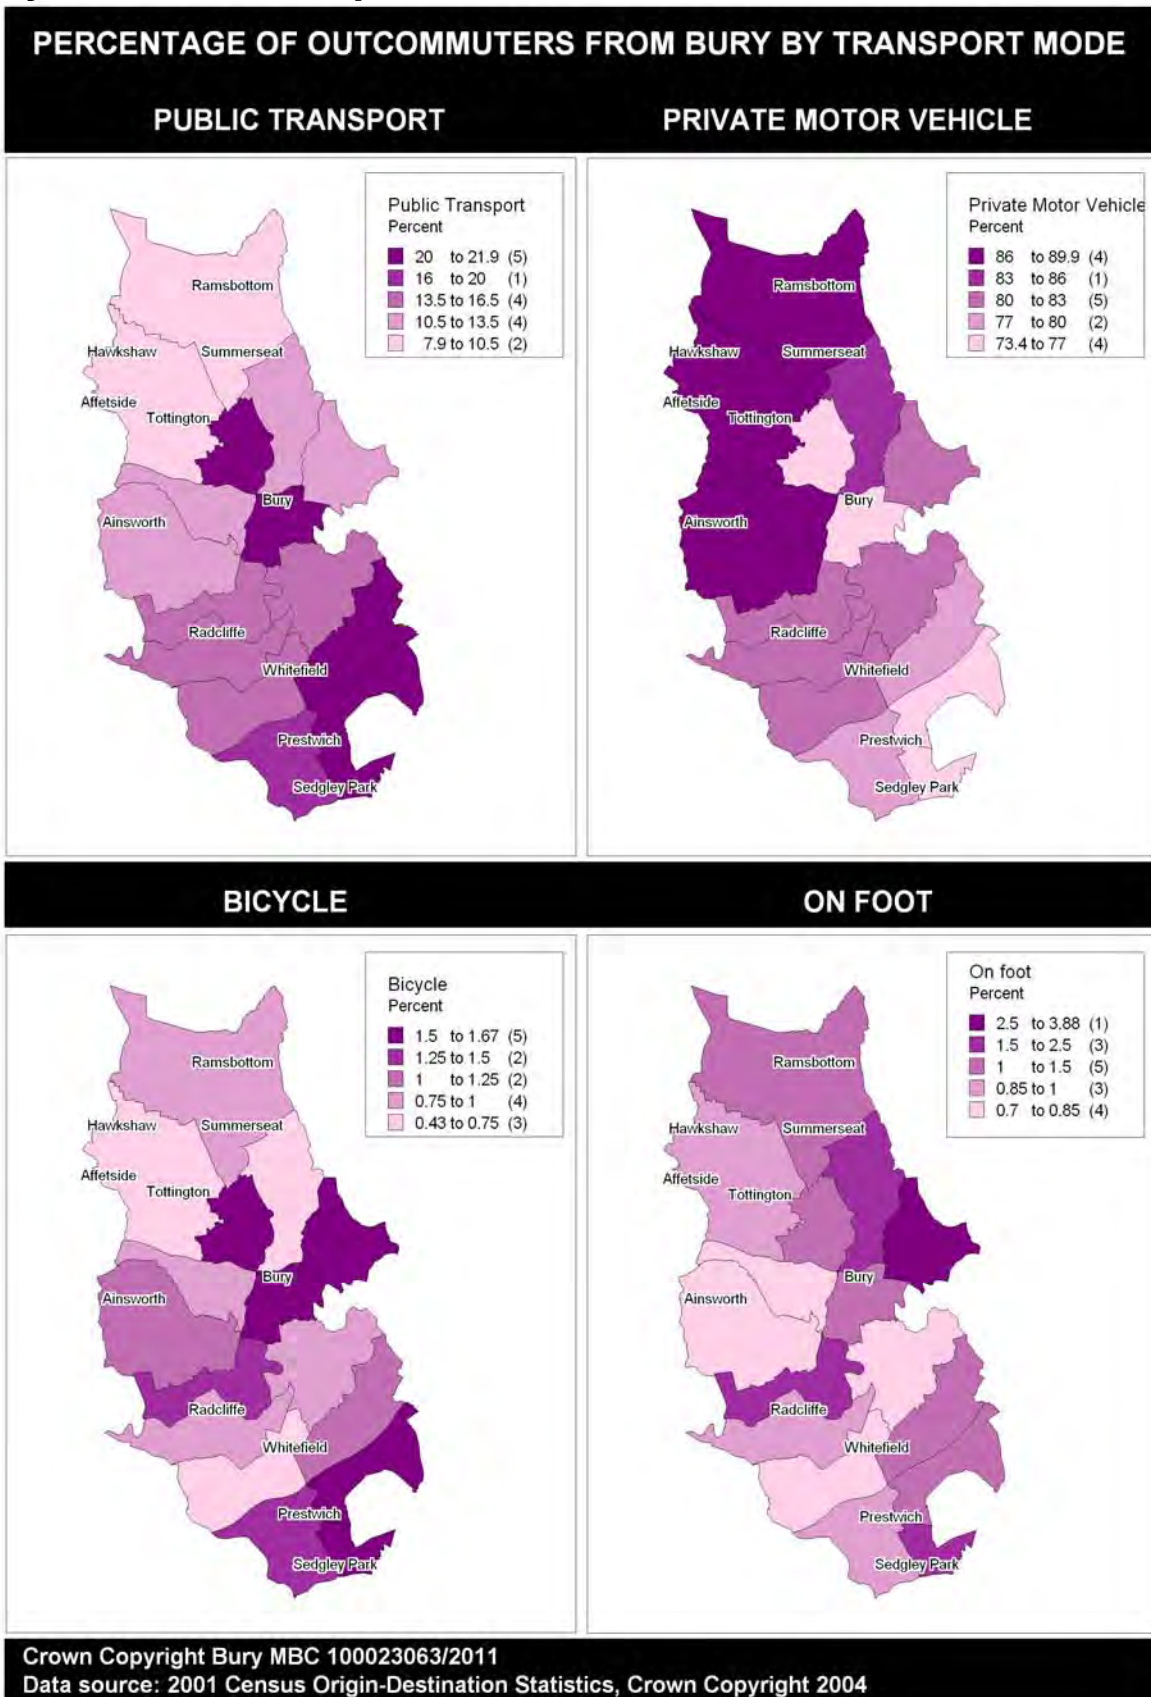 PERCENTAGE OF OUTCOMMUTERS FROM BURY BY TRANSPORT MODE
PUBLIC TRANSPORT
PRIVATE MOTOR VEHICLE
Public Transport
Percent
20 to 21.9 (5)
16 to 20 (1)
13.5 to 16.5 (4)
10.5 to 13.5 (4)
7.9 to 10.5 (2)
Ramsbottom
Hawkshaw
Summerseat
Affetside
Tottington
Bury
Ainsworth
Radcliffe
Whitefield
Prestwich
Sedgley Park
Private Motor Vehicle
Percent
86 to 89.9 (4)
83 to 86 (1)
80 to 83 (5)
77 to 80 (2)
73.4 to 77 (4)
Ramsbottom
Hawkshaw
Summerseat
Affetside
Tottington
Bury
Ainsworth
Radcliffe
Whitefield
Prestwich
Sedgley Park
BICYCLE
ON FOOT
Bicycle
Percent
1.5 to 1.67 (5)
1.25 to 1.5 (2)
1 to 1.25 (2)
0.75 to 1 (4)
0.43 to 0.75 (3)
Ramsbottom
Hawkshaw
Summerseat
Affetside
Tottington
Bury
Ainsworth
Radcliffe
Whitefield
Prestwich
Sedgley Park
On foot
Percent
2.5 to 3.88 (1)
1.5 to 2.5 (3)
1 to 1.5 (5)
0.85 to 1 (3)
0.7 to 0.85 (4)
Ramsbottom
Hawkshaw
Summerseat
Affetside
Tottington
Bury
Ainsworth
Radcliffe
Whitefield
Prestwich
Sedgley Park
Crown Copyright Bury MBC 100023063/2011
Data source: 2001 Census Origin-Destination Statistics, Crown Copyright 2004